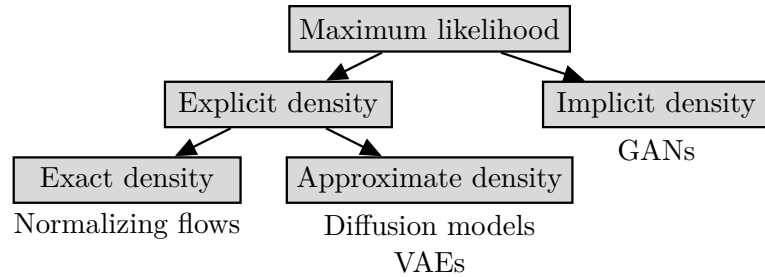 Maximum likelihood
Explicit density
Implicit density
GANs
Exact density
Approximate density
Normalizing flows
Diffusion models
VAEs